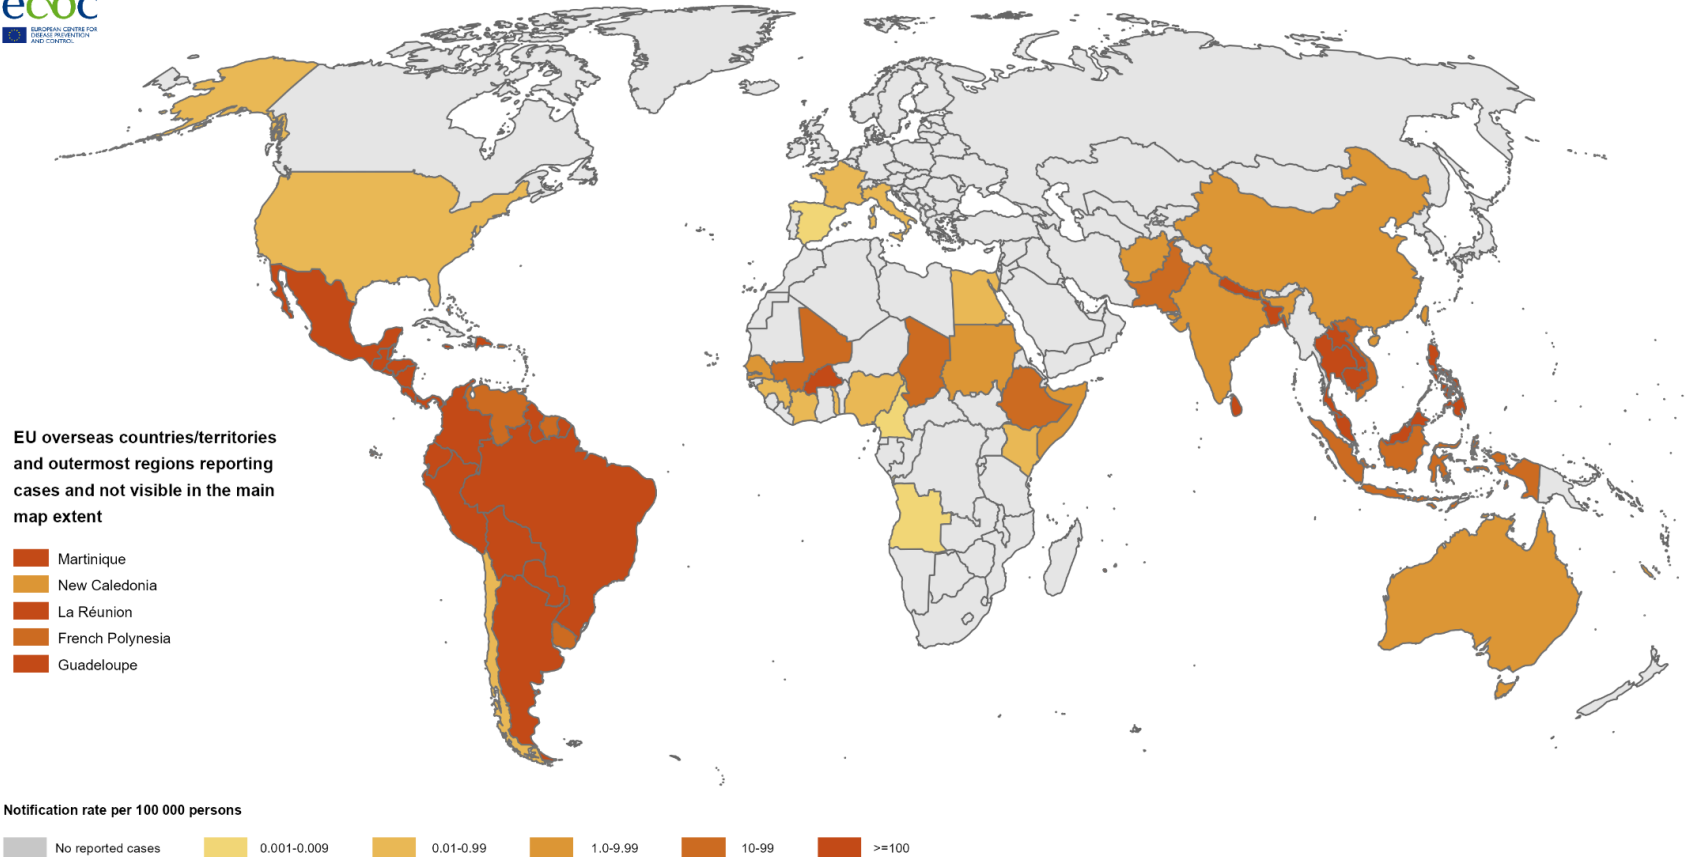 ecdc
EUROPEAN CENTRE FOR
DISEASE PREVENTION
AND CONTROL
EU overseas countries/territories
and outermost regions reporting
cases and not visible in the main
map extent
Martinique
New Caledonia
La Réunion
French Polynesia
Guadeloupe
Notification rate per 100 000 persons
No reported cases
0.001-0.009
0.01-0.99
1.0-9.99
10-99
>=100